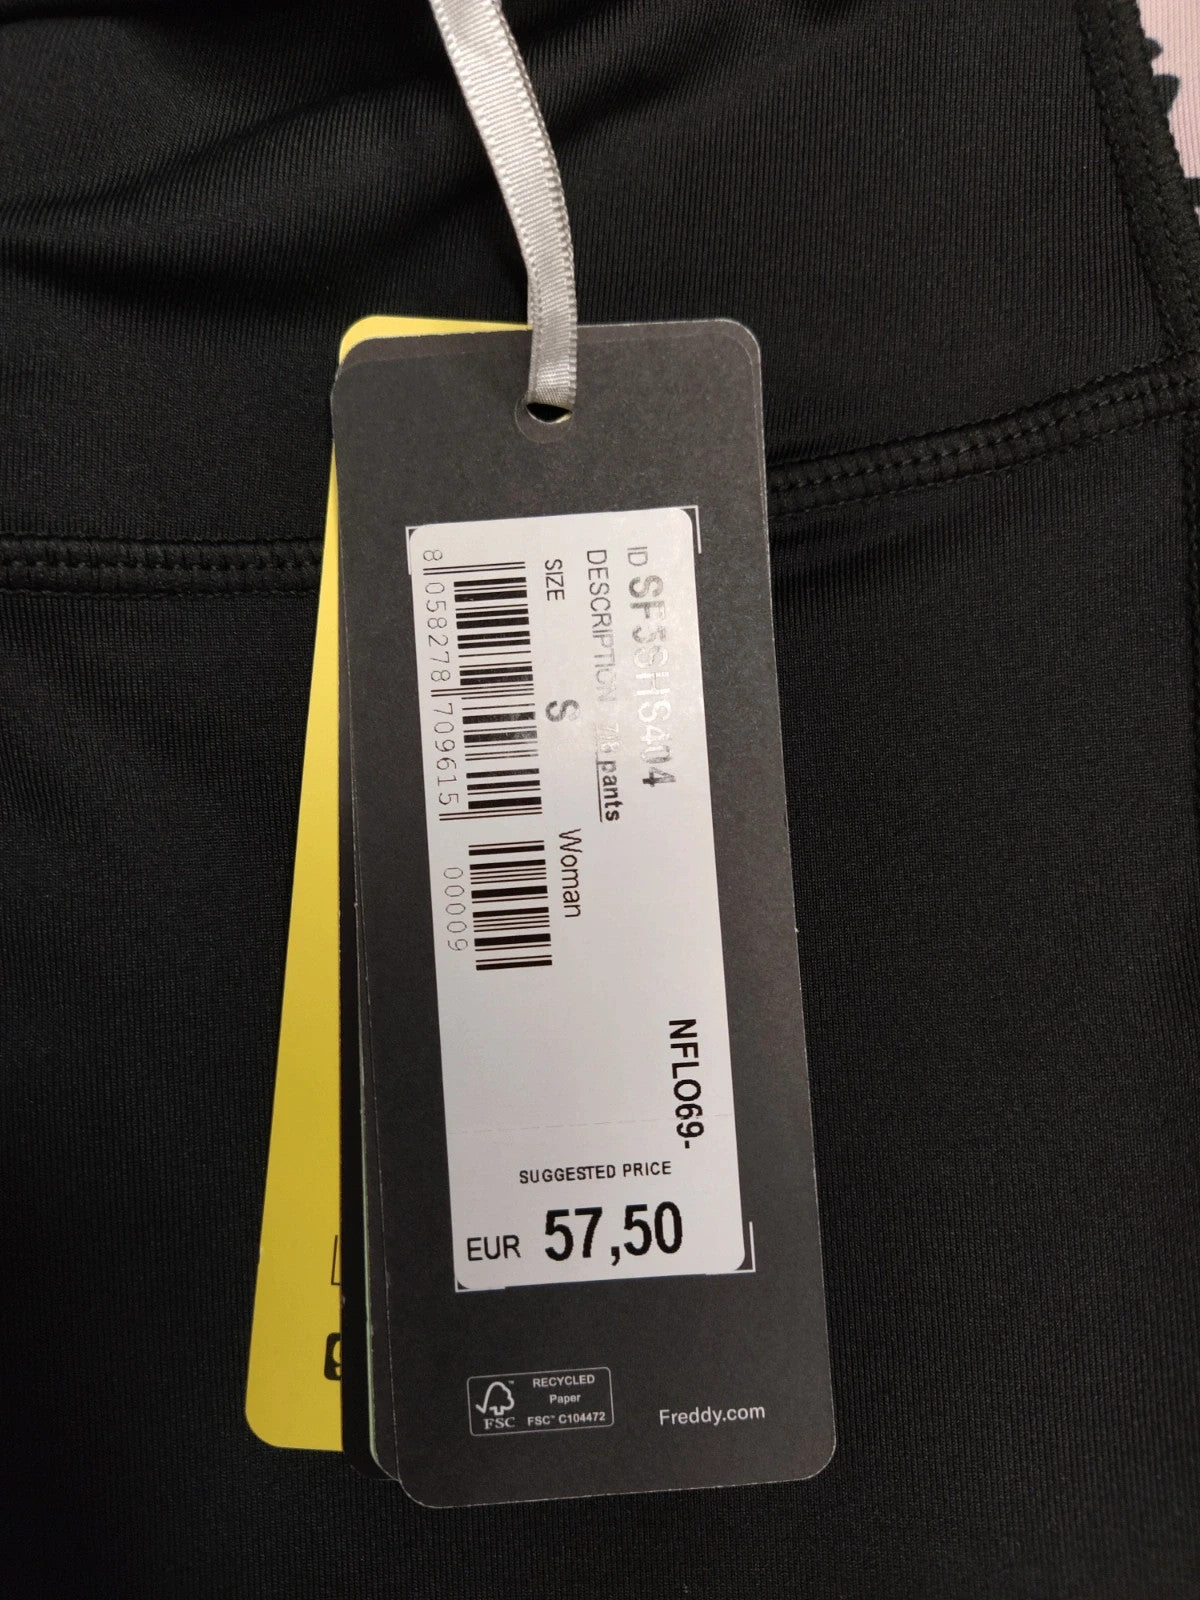 ID SF5SHS404
DESCRIPTION 7/8 pants
SIZE S Woman
8 058278 709615
00009
NFLO69-
SUGGESTED PRICE
EUR 57,50
FSC
RECYCLED
Paper
FSC™ C104472
Freddy.com